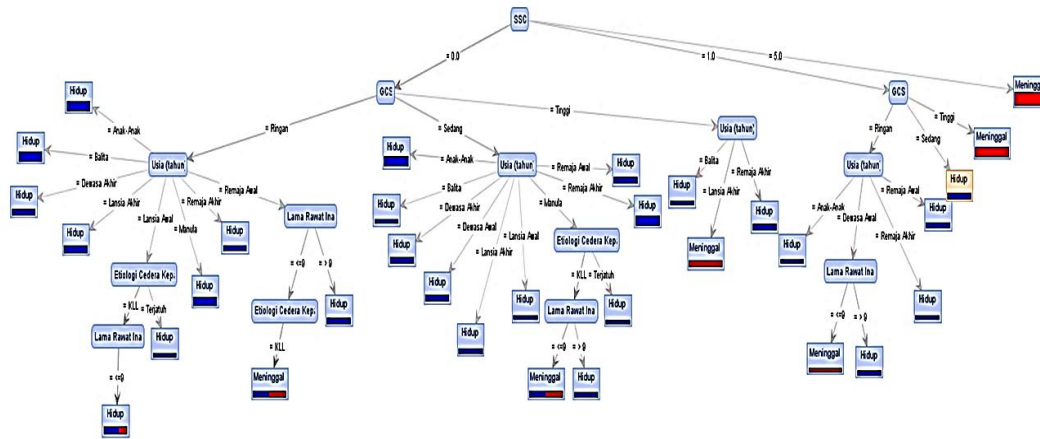 SSC
= 0.0
= 1.0
= 5.0
Meningg
GCS
GCS
= Ringan
= Sedang
= Tinggi
= Ringan
= Sedang
= Tinggi
Meninggal
Hidup
Hidup
= Anak-Anak
Hidup
= Balita
Usia (tahun)
Hidup
= Dewasa Akhir
Hidup
= Lansia Akhir
= Lansia Awal
= Manula
= Remaja Akhir
= Remaja Awal
Hidup
Hidup
Etiologi Cedera Kep:
= KLL
= Terjatuh
Hidup
Lama Rawat Ina
= <=9
Hidup
Lama Rawat Ina
= <=9
= > 9
Hidup
Etiologi Cedera Kep:
= KLL
Meninggal
Usia (tahun
Hidup
= Anak-Anak
Hidup
= Balita
Hidup
= Dewasa Akhir
Hidup
= Dewasa Awal
Hidup
= Lansia Akhir
Hidup
= Lansia Awal
= Manula
= Remaja Akhir
Hidup
= Remaja Awal
Hidup
Etiologi Cedera Kep:
= KLL
= Terjatuh
Hidup
Lama Rawat Ina
= <=9
= > 9
Meninggal
Hidup
Usia (tahun)
= Balita
Hidup
= Lansia Akhir
Meninggal
= Remaja Akhir
Hidup
Usia (tahun)
= Anak-Anak
Hidup
= Dewasa Awal
= Remaja Akhir
Hidup
= Remaja Awal
Hidup
Lama Rawat Ina
= <=9
= > 9
Meninggal
Hidup